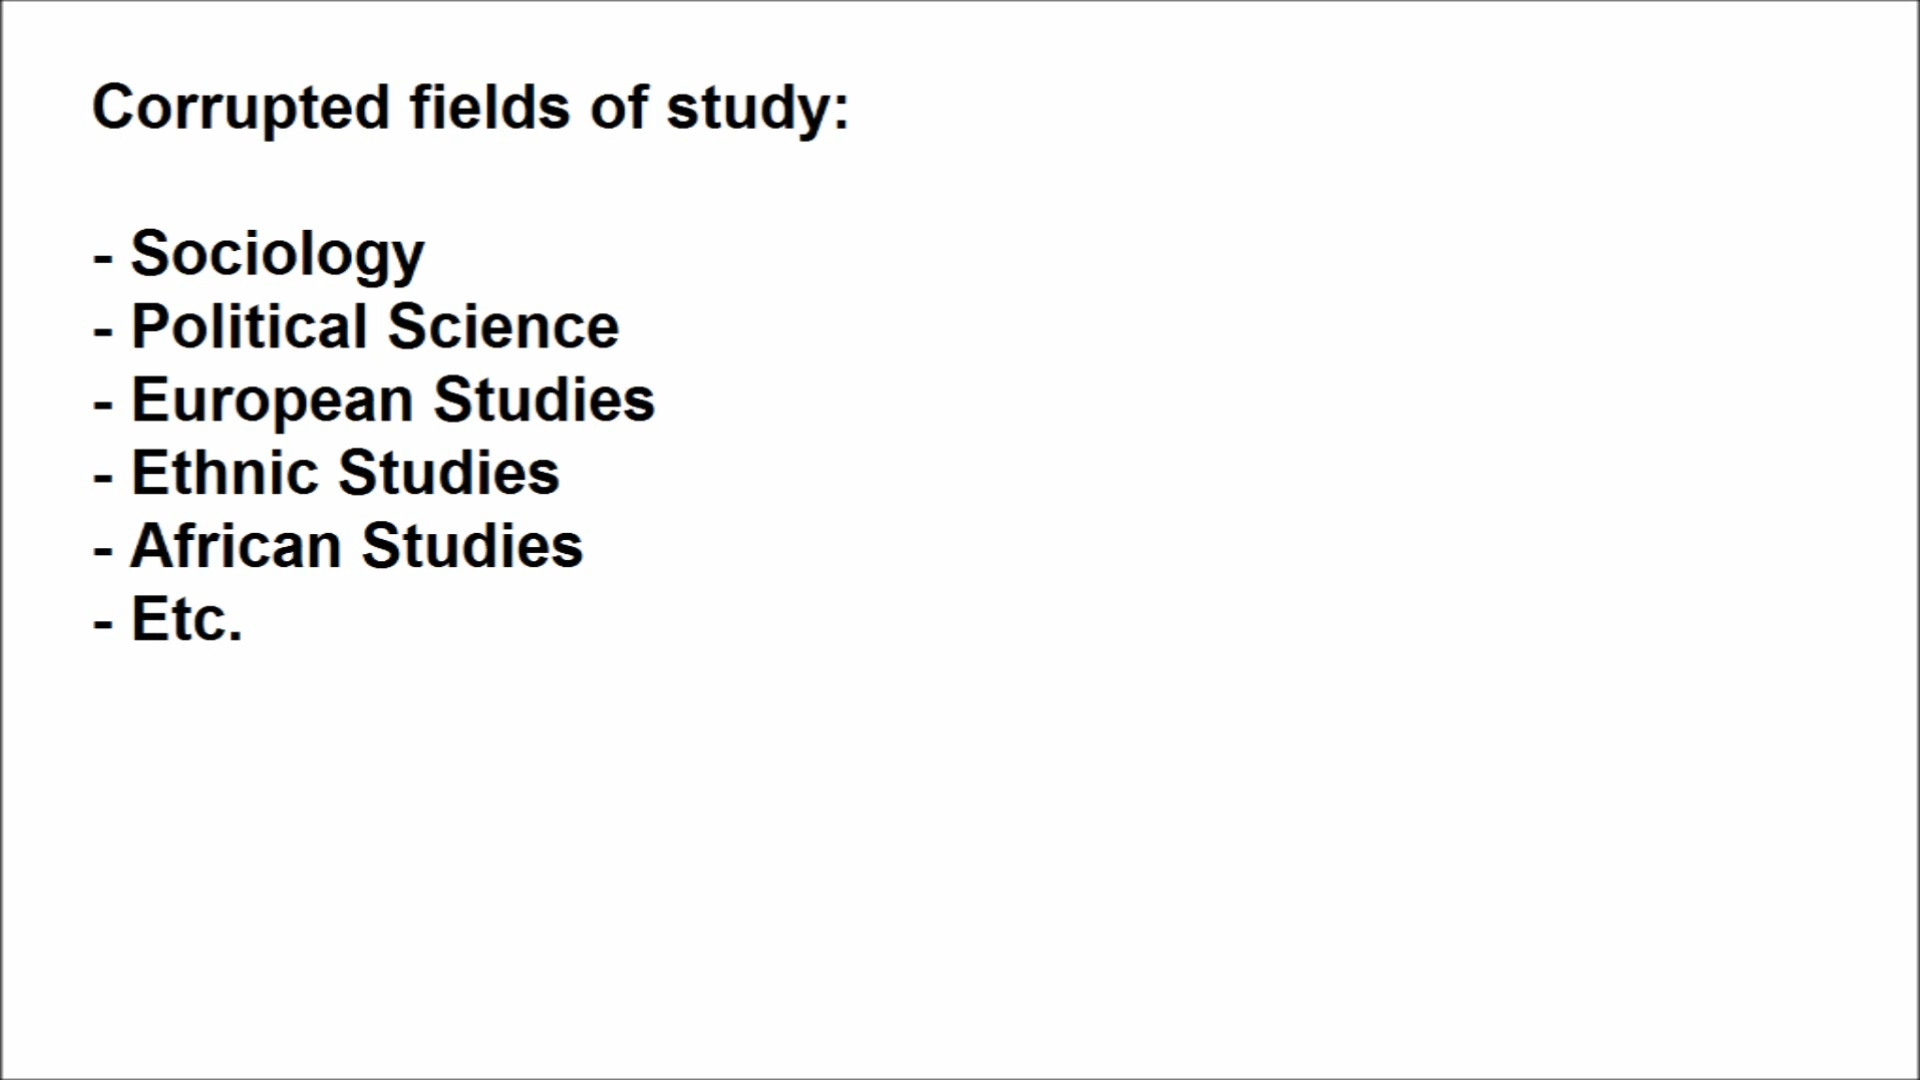 Corrupted fields of study:
- Sociology
- Political Science
- European Studies
- Ethnic Studies
- African Studies
- Etc.